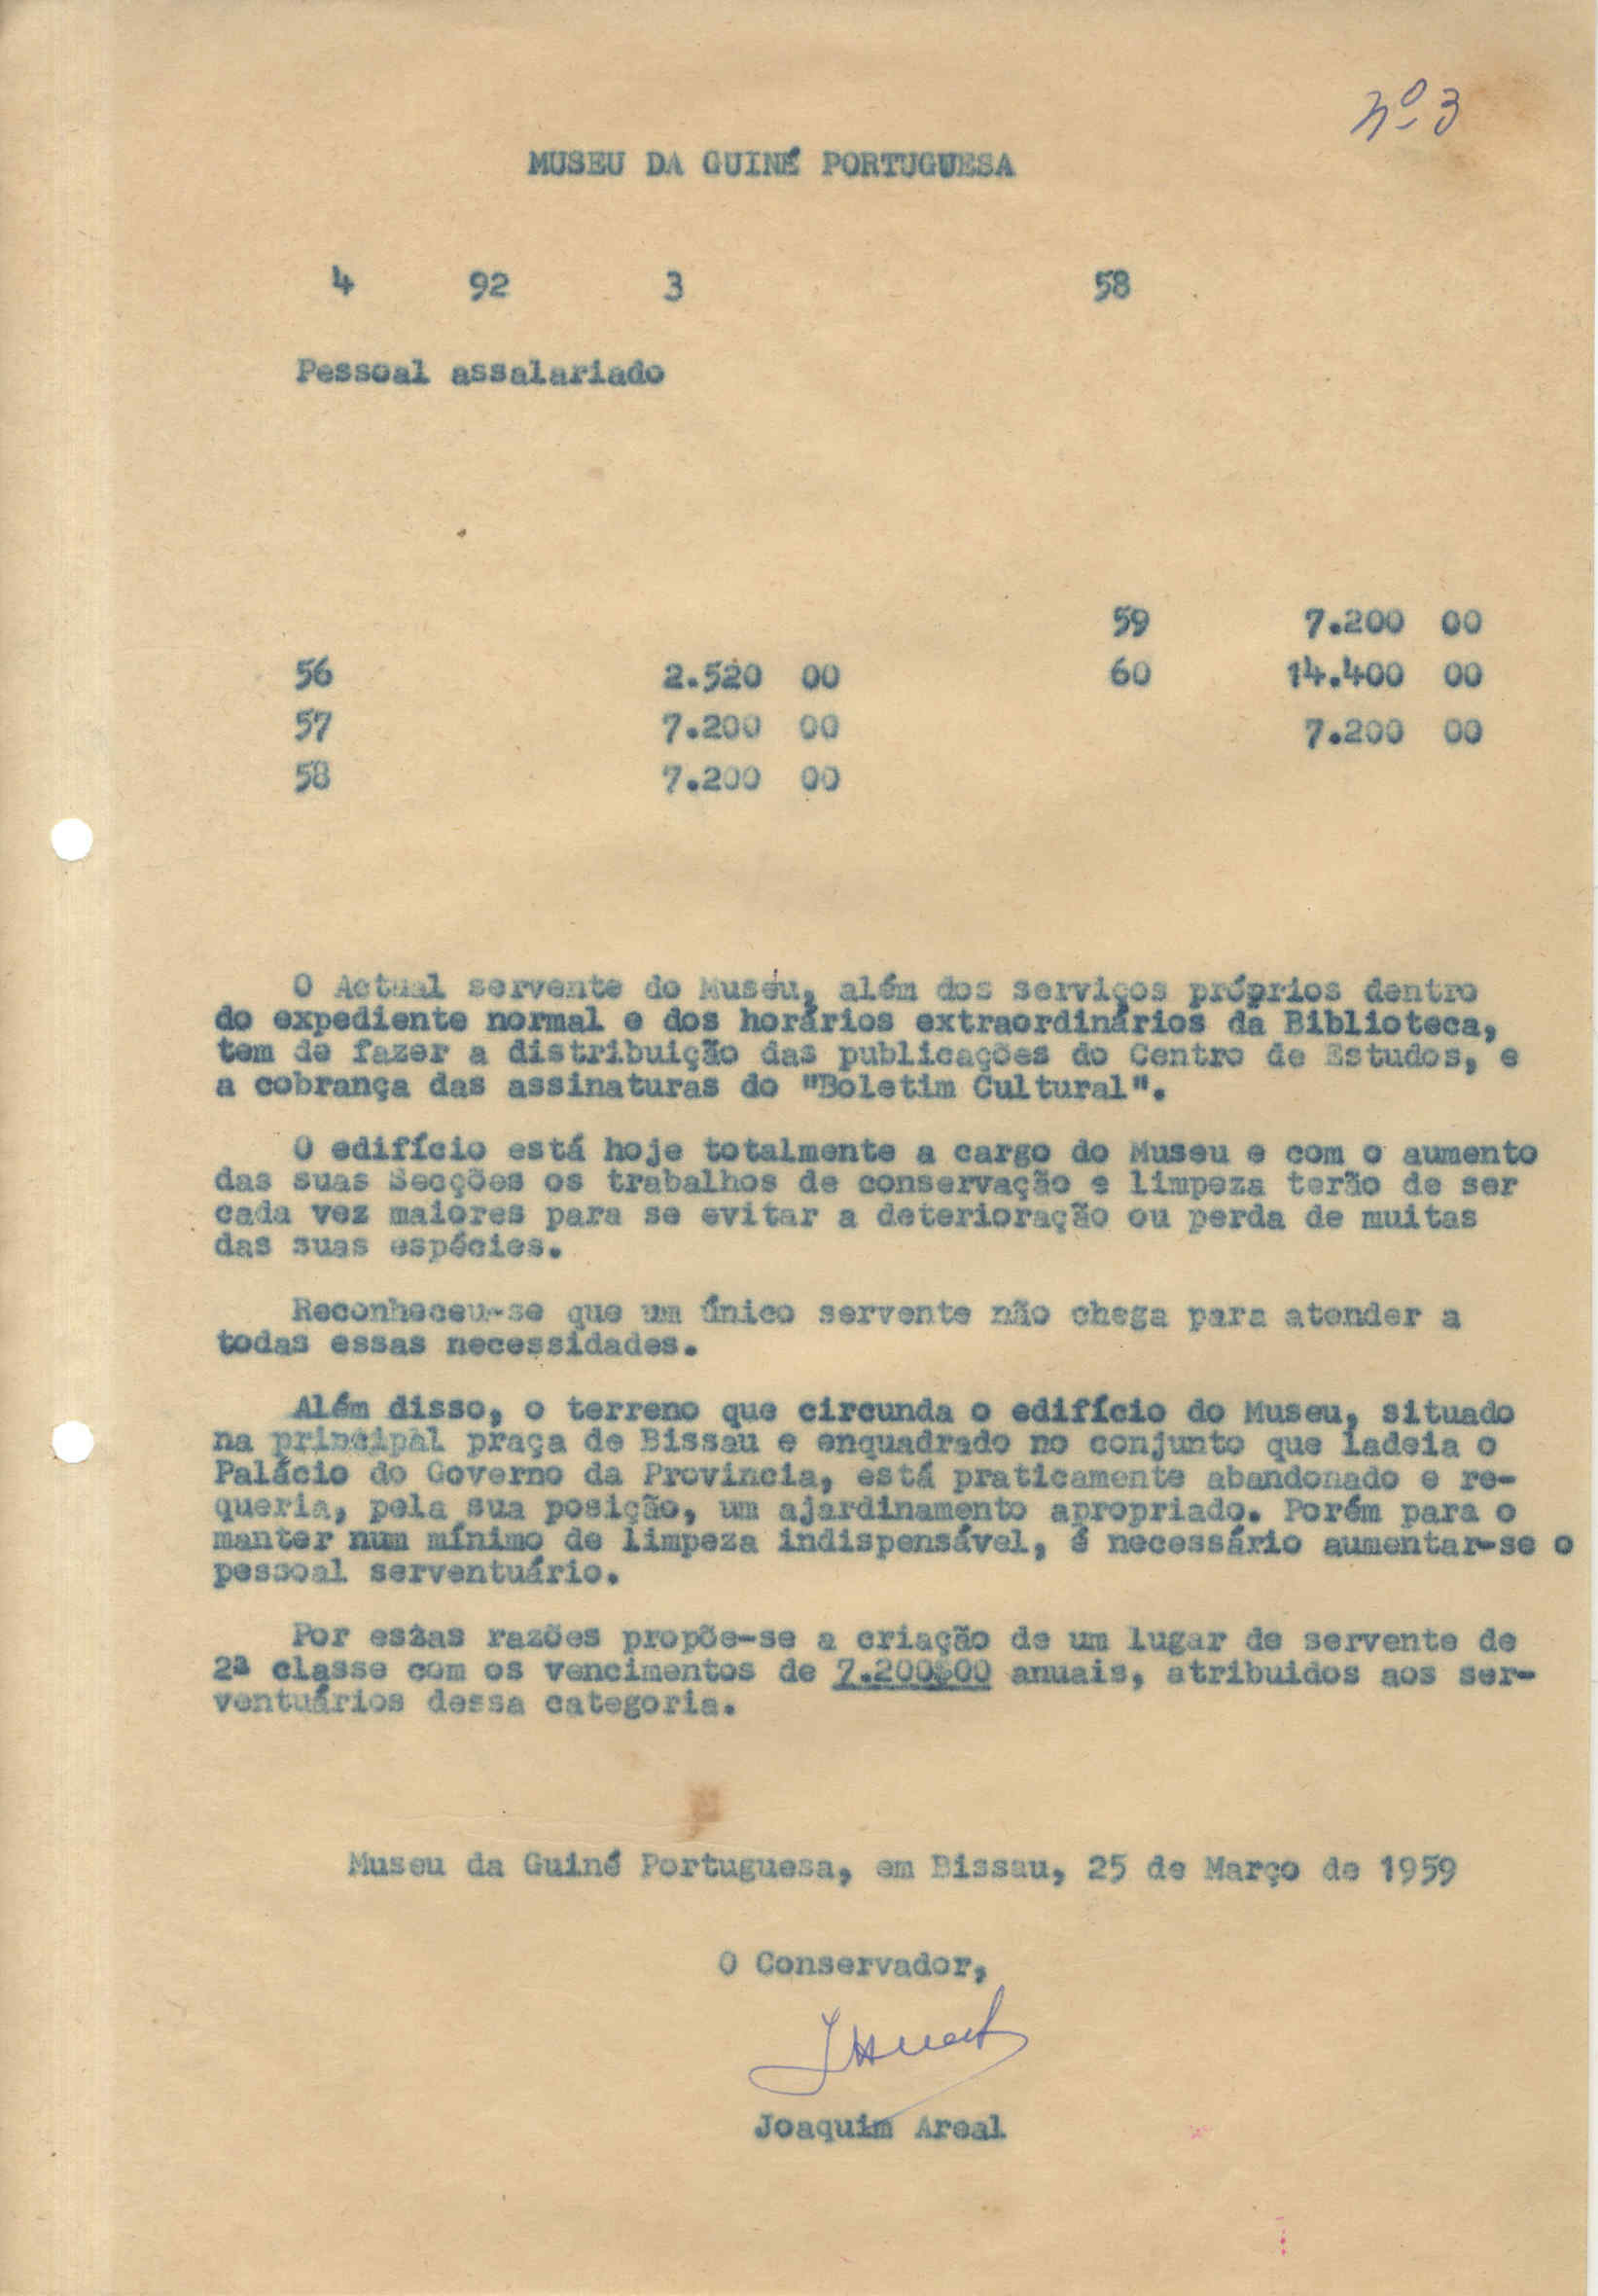 nº 3
MUSEU DA GUINÉ PORTUGUESA
4 92 3 58
Pessoal assalariado
59 7.200 00
56 2.520 00 60 14.400 00
57 7.200 00 7.200 00
58 7.200 00
O Actual servente do Museu, além dos serviços próprios dentro
do expediente normal e dos horários extraordinários da Biblioteca,
tem de fazer a distribuição das publicações do Centro de Estudos, e
a cobrança das assinaturas do "Boletim Cultural".
O edifício está hoje totalmente a cargo do Museu e com o aumento
das suas Secções os trabalhos de conservação e limpeza terão de ser
cada vez maiores para se evitar a deterioração ou perda de muitas
das suas espécies.
Reconheceu-se que um único servente não chega para atender a
todas essas necessidades.
Além disso, o terreno que circunda o edifício do Museu, situado
na principal praça de Bissau e enquadrado no conjunto que ladeia o
Palácio do Governo da Província, está praticamente abandonado e re-
queria, pela sua posição, um ajardinamento apropriado. Porém para o
manter num mínimo de limpeza indispensável, é necessário aumentar-se o
pessoal serventuário.
Por essas razões propõe-se a criação de um lugar de servente de
2ª classe com os vencimentos de 7.200$00 anuais, atribuidos aos ser-
ventuários dessa categoria.
Museu da Guiné Portuguesa, em Bissau, 25 de Março de 1959
O Conservador,
Joaquim Areal